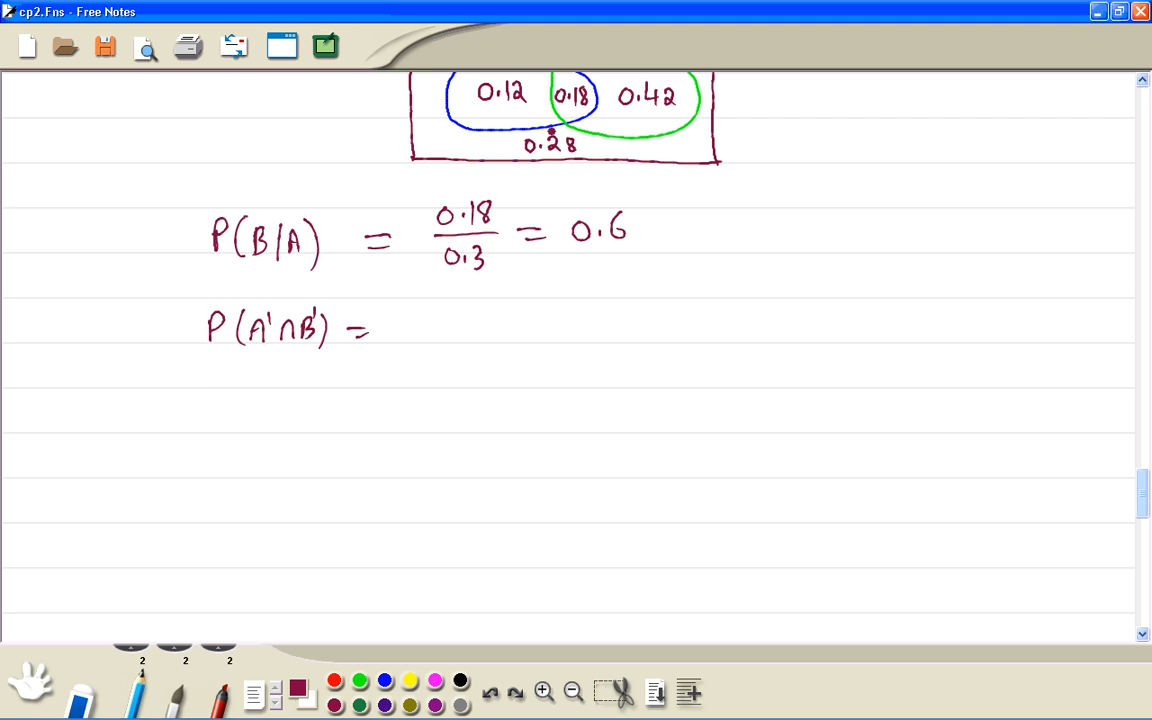 cp2.Fns - Free Notes
0.12 0.18 0.42
0.28
P(B/A) = 0.18/0.3 = 0.6
P(A'∩B') =
2 2 2